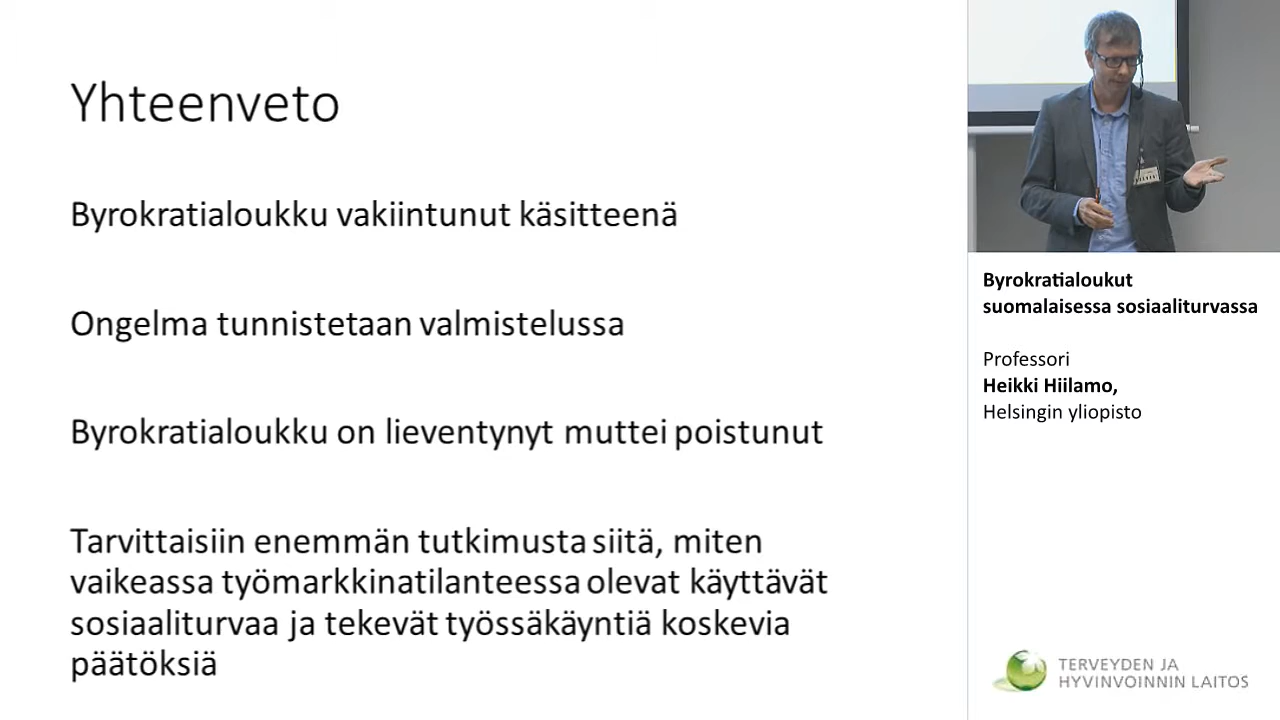 Yhteenveto
Byrokratialoukku vakiintunut käsitteenä
Ongelma tunnistetaan valmistelussa
Byrokratialoukku on lieventynyt muttei poistunut
Tarvittaisiin enemmän tutkimusta siitä, miten
vaikeassa työmarkkinatilanteessa olevat käyttävät
sosiaaliturvaa ja tekevät työssäkäyntiä koskevia
päätöksiä
Byrokratialoukut
suomalaisessa sosiaaliturvassa
Professori
Heikki Hiilamo,
Helsingin yliopisto
TERVEYDEN JA
HYVINVOINNIN LAITOS